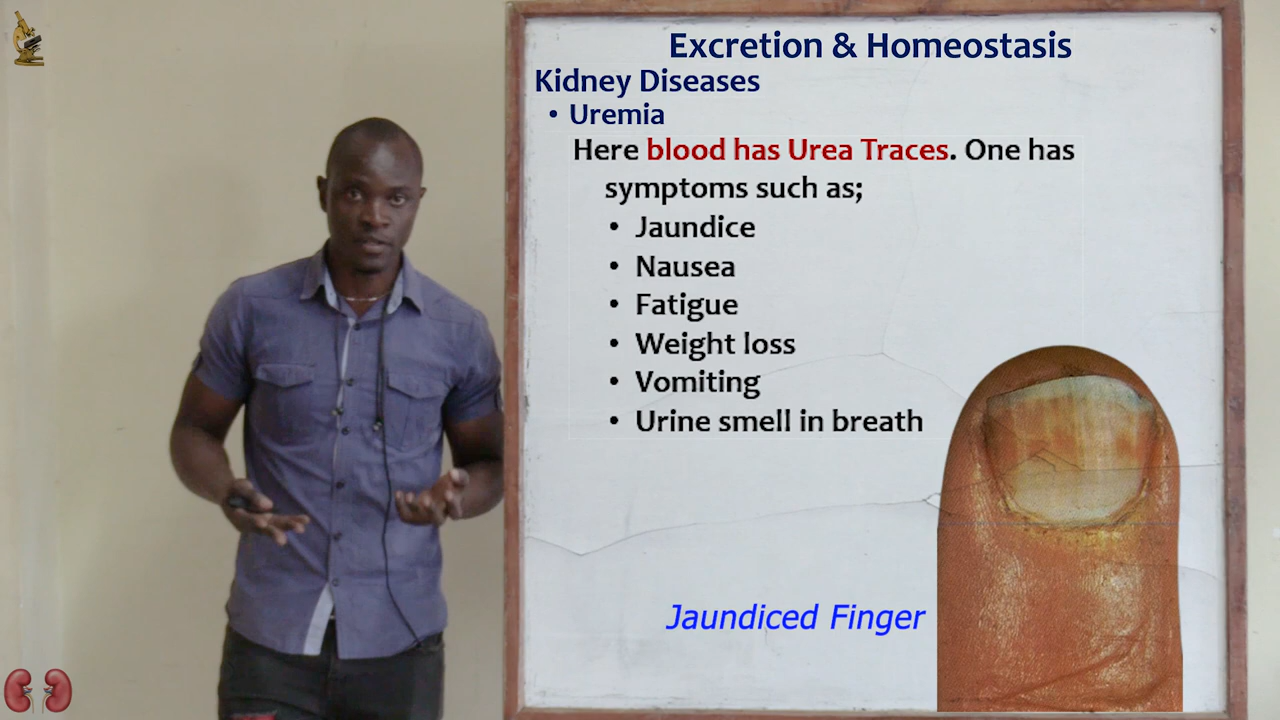 Excretion & Homeostasis
Kidney Diseases
• Uremia
Here blood has Urea Traces. One has
symptoms such as;
• Jaundice
• Nausea
• Fatigue
• Weight loss
• Vomiting
• Urine smell in breath
Jaundiced Finger